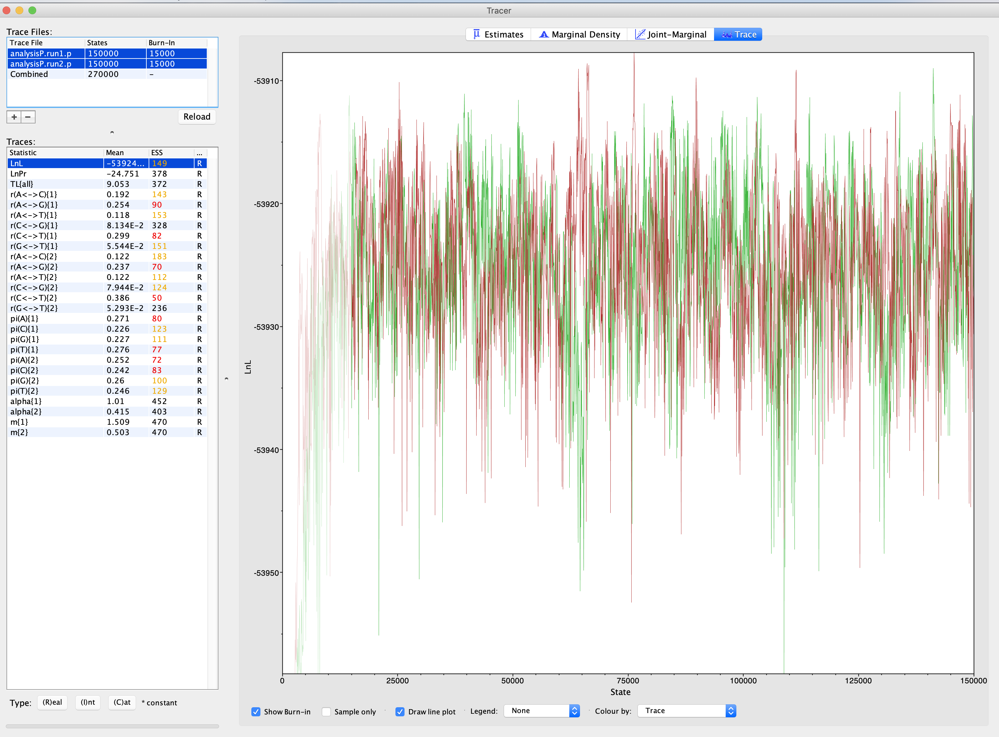 Tracer
Trace Files:
Trace File States Burn-In
analysisP.run1.p 150000 15000
analysisP.run2.p 150000 15000
Combined 270000 -
+ -
Reload
Traces:
Statistic Mean ESS ...
LnL -53924... 149 R
LnPr -24.751 378 R
TL{all} 9.053 372 R
r(A<->C){1} 0.192 143 R
r(A<->G){1} 0.254 90 R
r(A<->T){1} 0.118 153 R
r(C<->G){1} 8.134E-2 328 R
r(C<->T){1} 0.299 82 R
r(G<->T){1} 5.544E-2 151 R
r(A<->C){2} 0.122 183 R
r(A<->G){2} 0.237 70 R
r(A<->T){2} 0.122 112 R
r(C<->G){2} 7.944E-2 124 R
r(C<->T){2} 0.386 50 R
r(G<->T){2} 5.293E-2 236 R
pi(A){1} 0.271 80 R
pi(C){1} 0.226 123 R
pi(G){1} 0.227 111 R
pi(T){1} 0.276 77 R
pi(A){2} 0.252 72 R
pi(C){2} 0.242 83 R
pi(G){2} 0.26 100 R
pi(T){2} 0.246 129 R
alpha{1} 1.01 452 R
alpha{2} 0.415 403 R
m{1} 1.509 470 R
m{2} 0.503 470 R
Type: (R)eal (I)nt (C)at * constant
Estimates Marginal Density Joint-Marginal Trace
-53910
-53920
-53930
LnL
-53940
-53950
0 25000 50000 75000 100000 125000 150000
State
Show Burn-in Sample only Draw line plot Legend: None Colour by: Trace